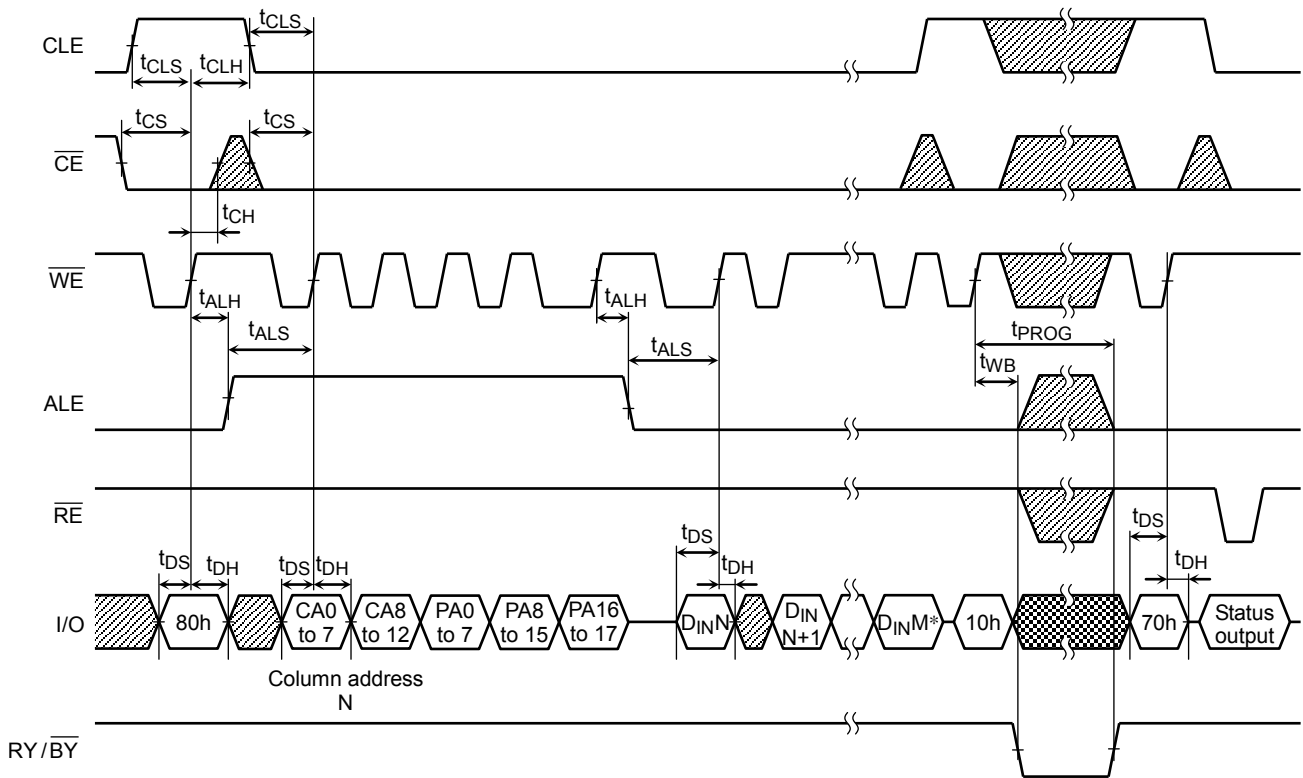 CLE
tCLS
tCLS
tCLH
CE
tCS
tCS
tCH
WE
tALH
tALS
tALH
tALS
tPROG
tWB
ALE
RE
tDS
tDH
tDS
tDH
tDS
tDH
tDS
tDH
I/O
80h
CA0
to 7
CA8
to 12
PA0
to 7
PA8
to 15
PA16
to 17
DINN
DIN
N+1
DINM*
10h
70h
Status
output
Column address
N
RY/BY